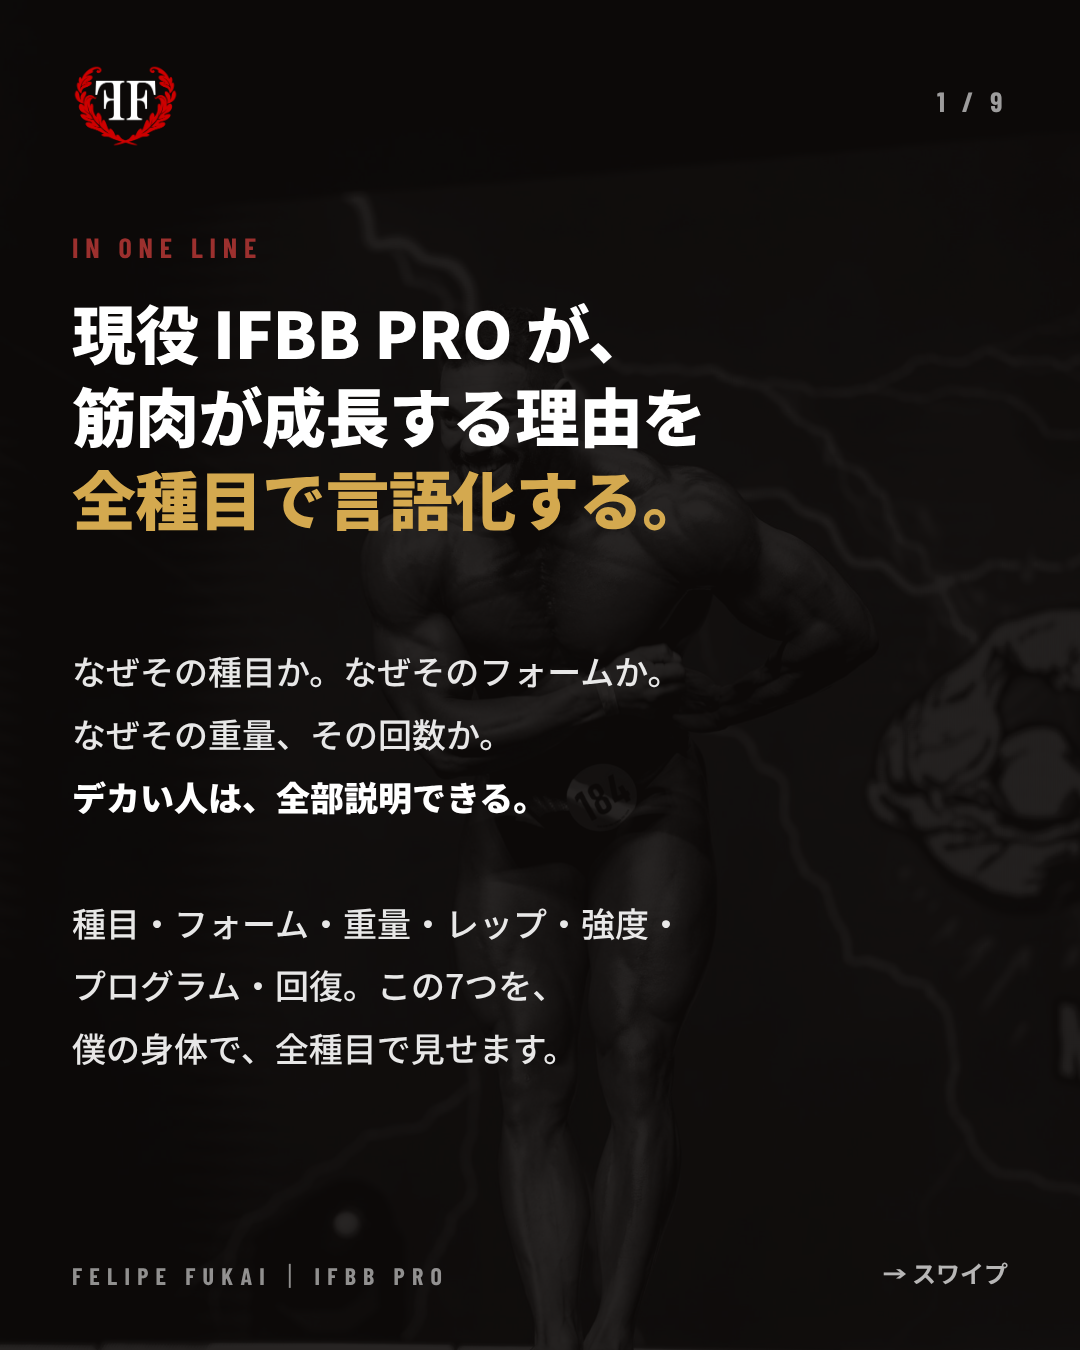 FF
1 / 9
IN ONE LINE
現役 IFBB PRO が、
筋肉が成長する理由を
全種目で言語化する。
なぜその種目か。なぜそのフォームか。
なぜその重量、その回数か。
デカい人は、全部説明できる。
184
種目・フォーム・重量・レップ・強度・
プログラム・回復。この7つを、
僕の身体で、全種目で見せます。
FELIPE FUKAI | IFBB PRO
→ スワイプ